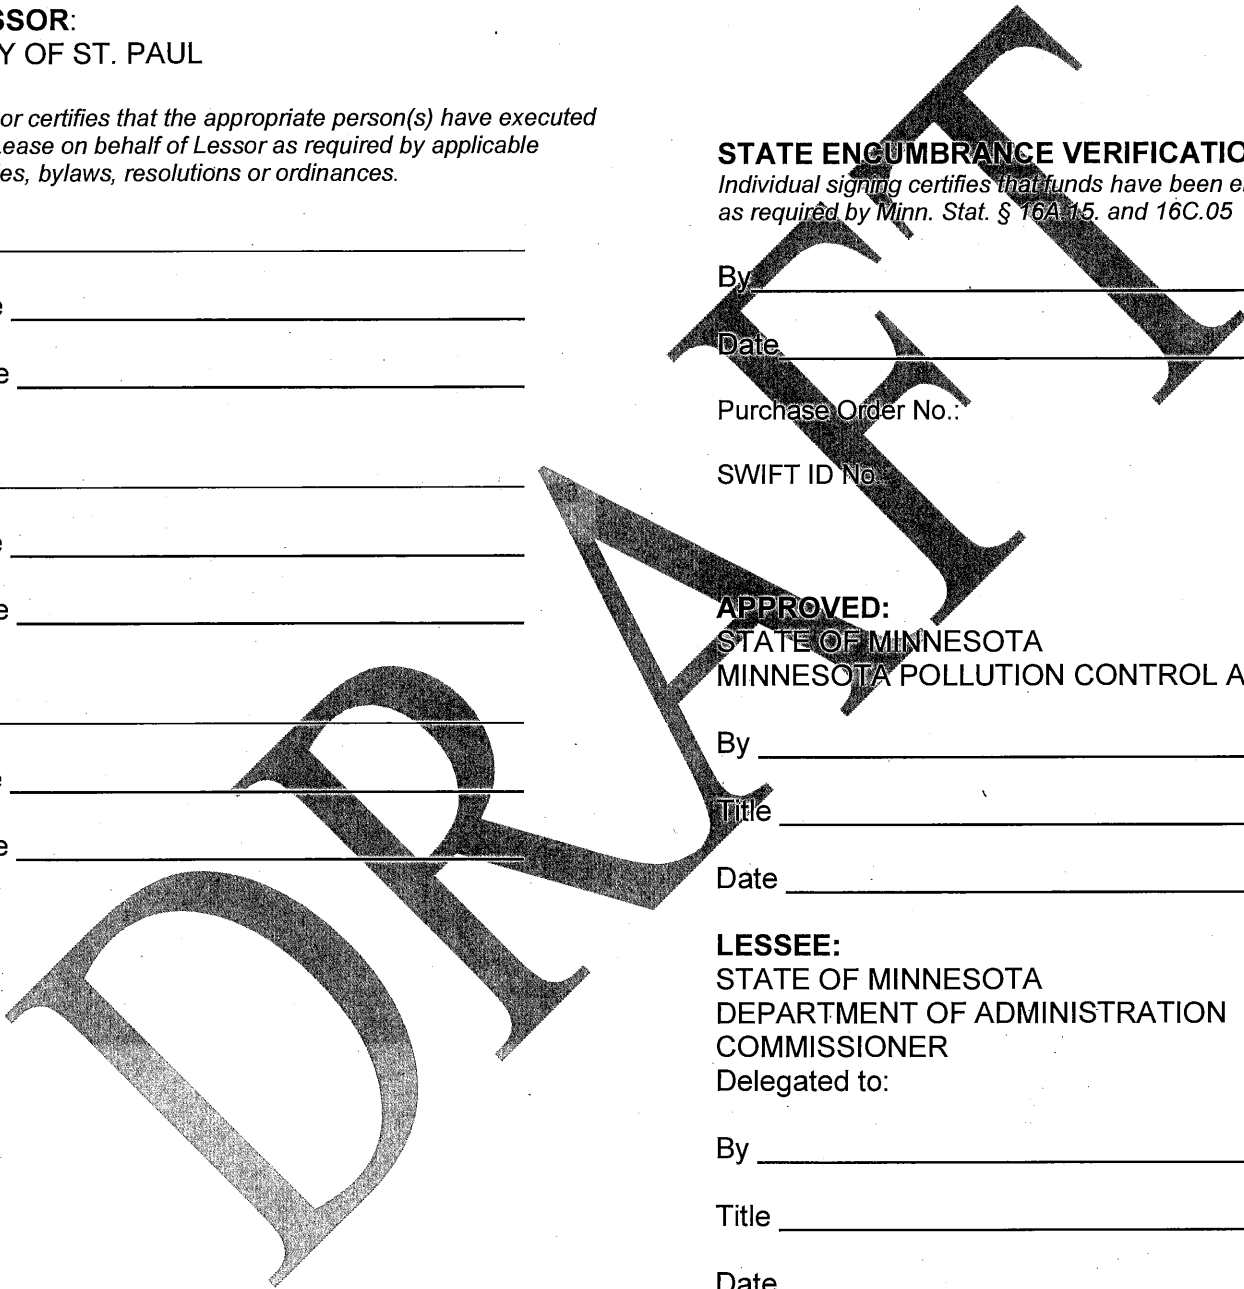 SSOR:
Y OF ST. PAUL
or certifies that the appropriate person(s) have executed
Lease on behalf of Lessor as required by applicable
es, bylaws, resolutions or ordinances.
e
e
e
e
e
e
STATE ENCUMBRANCE VERIFICATIO
Individual signing certifies that funds have been e
as required by Minn. Stat. § 16A.15. and 16C.05
By
Date
Purchase Order No.:
SWIFT ID No.:
APPROVED:
STATE OF MINNESOTA
MINNESOTA POLLUTION CONTROL A
By
Title
Date
LESSEE:
STATE OF MINNESOTA
DEPARTMENT OF ADMINISTRATION
COMMISSIONER
Delegated to:
By
Title
Date
DRAFT